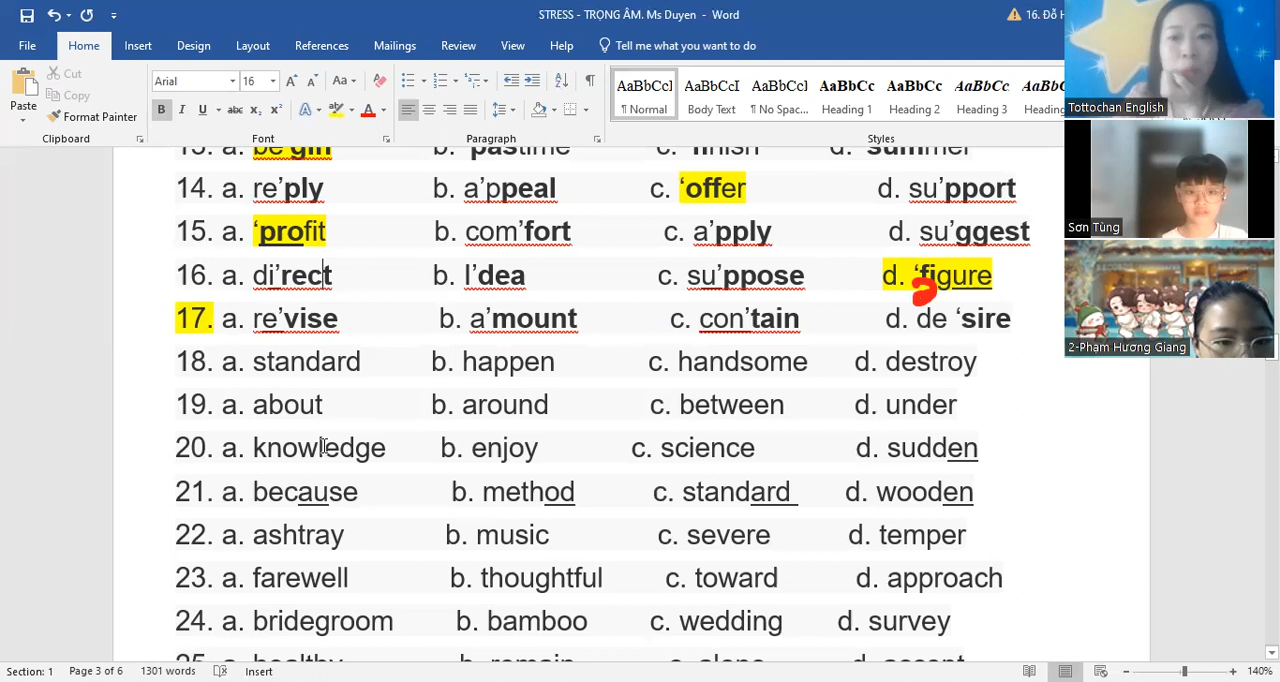 STRESS - TRỌNG ÂM. Ms Duyen - Word
16. Đỗ H
File Home Insert Design Layout References Mailings Review View Help Tell me what you want to do
Paste
Cut
Copy
Format Painter
Clipboard
Arial 16
Font
Paragraph
AaBbCcI AaBbCcI AaBbCcI AaBbCc AaBbCc AaBbCc AaBbCc
¶ Normal Body Text ¶ No Spac... Heading 1 Heading 2 Heading 3 Heading
Styles
Tottochan English
Sơn Tùng
2-Phạm Hương Giang
14. a. re’ply b. a’ppeal c. ‘offer d. su’pport
15. a. ‘profit b. com’fort c. a’pply d. su’ggest
16. a. di’rect b. I’dea c. su’ppose d. ‘figure
17. a. re’vise b. a’mount c. con’tain d. de ‘sire
18. a. standard b. happen c. handsome d. destroy
19. a. about b. around c. between d. under
20. a. knowledge b. enjoy c. science d. sudden
21. a. because b. method c. standard d. wooden
22. a. ashtray b. music c. severe d. temper
23. a. farewell b. thoughtful c. toward d. approach
24. a. bridegroom b. bamboo c. wedding d. survey
Section: 1 Page 3 of 6 1301 words Insert 140%